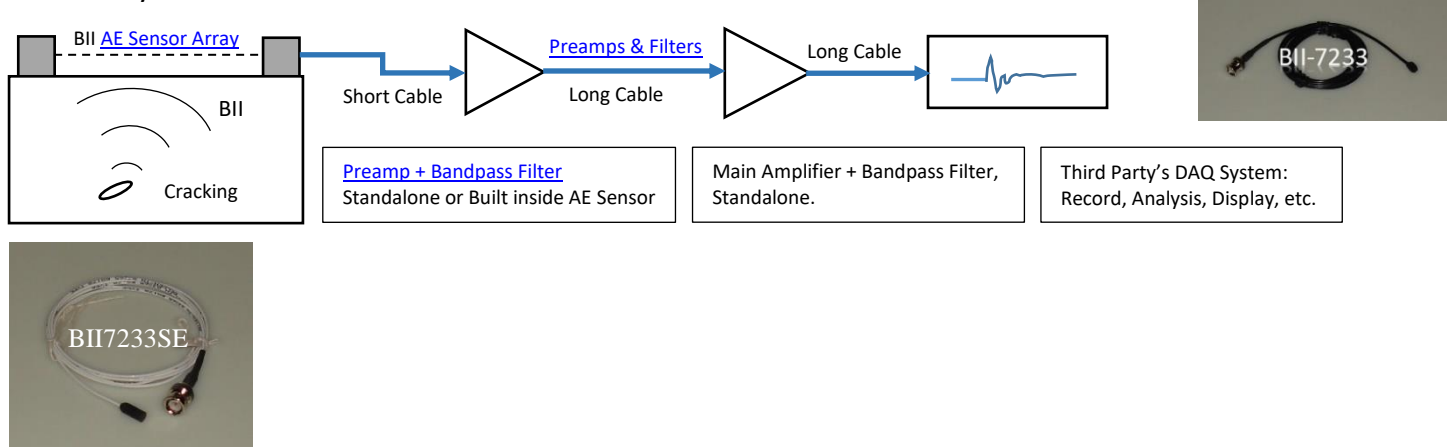 BII AE Sensor Array
Preamps & Filters
Long Cable
BII-7233
Short Cable
Long Cable
BII
Cracking
Preamp + Bandpass Filter
Standalone or Built inside AE Sensor
Main Amplifier + Bandpass Filter,
Standalone.
Third Party's DAQ System:
Record, Analysis, Display, etc.
BII7233SE